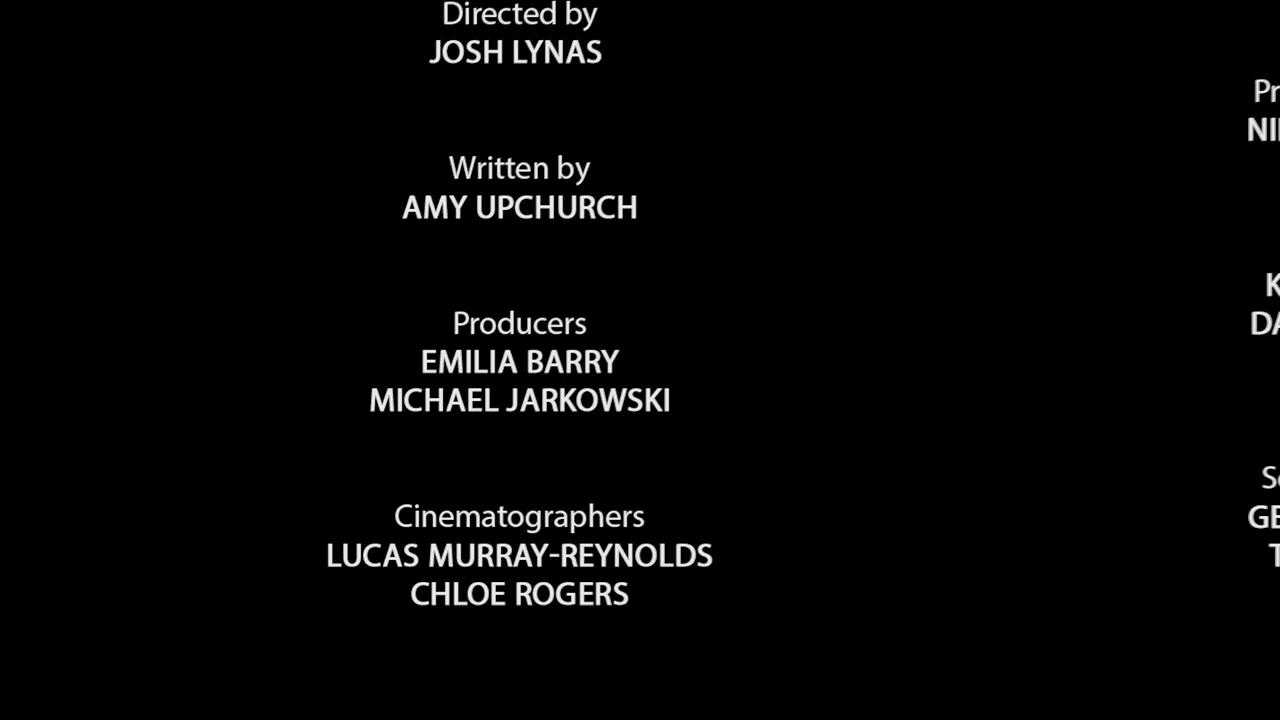 Directed by
JOSH LYNAS
Written by
AMY UPCHURCH
Producers
EMILIA BARRY
MICHAEL JARKOWSKI
Cinematographers
LUCAS MURRAY-REYNOLDS
CHLOE ROGERS